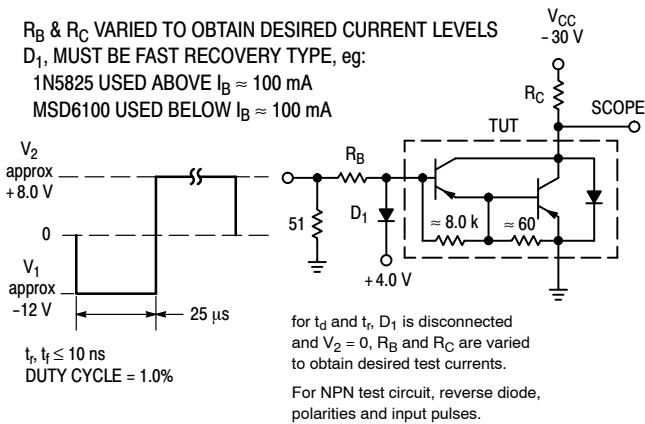 R_B & R_C VARIED TO OBTAIN DESIRED CURRENT LEVELS
D_1, MUST BE FAST RECOVERY TYPE, eg:
1N5825 USED ABOVE I_B ≈ 100 mA
MSD6100 USED BELOW I_B ≈ 100 mA
V_CC
- 30 V
R_C
SCOPE
TUT
V_2
approx
+ 8.0 V
0
V_1
approx
-12 V
25 μs
t_r, t_f ≤ 10 ns
DUTY CYCLE = 1.0%
R_B
51
D_1
+ 4.0 V
≈ 8.0 k
≈ 60
for t_d and t_r, D_1 is disconnected
and V_2 = 0, R_B and R_C are varied
to obtain desired test currents.
For NPN test circuit, reverse diode,
polarities and input pulses.